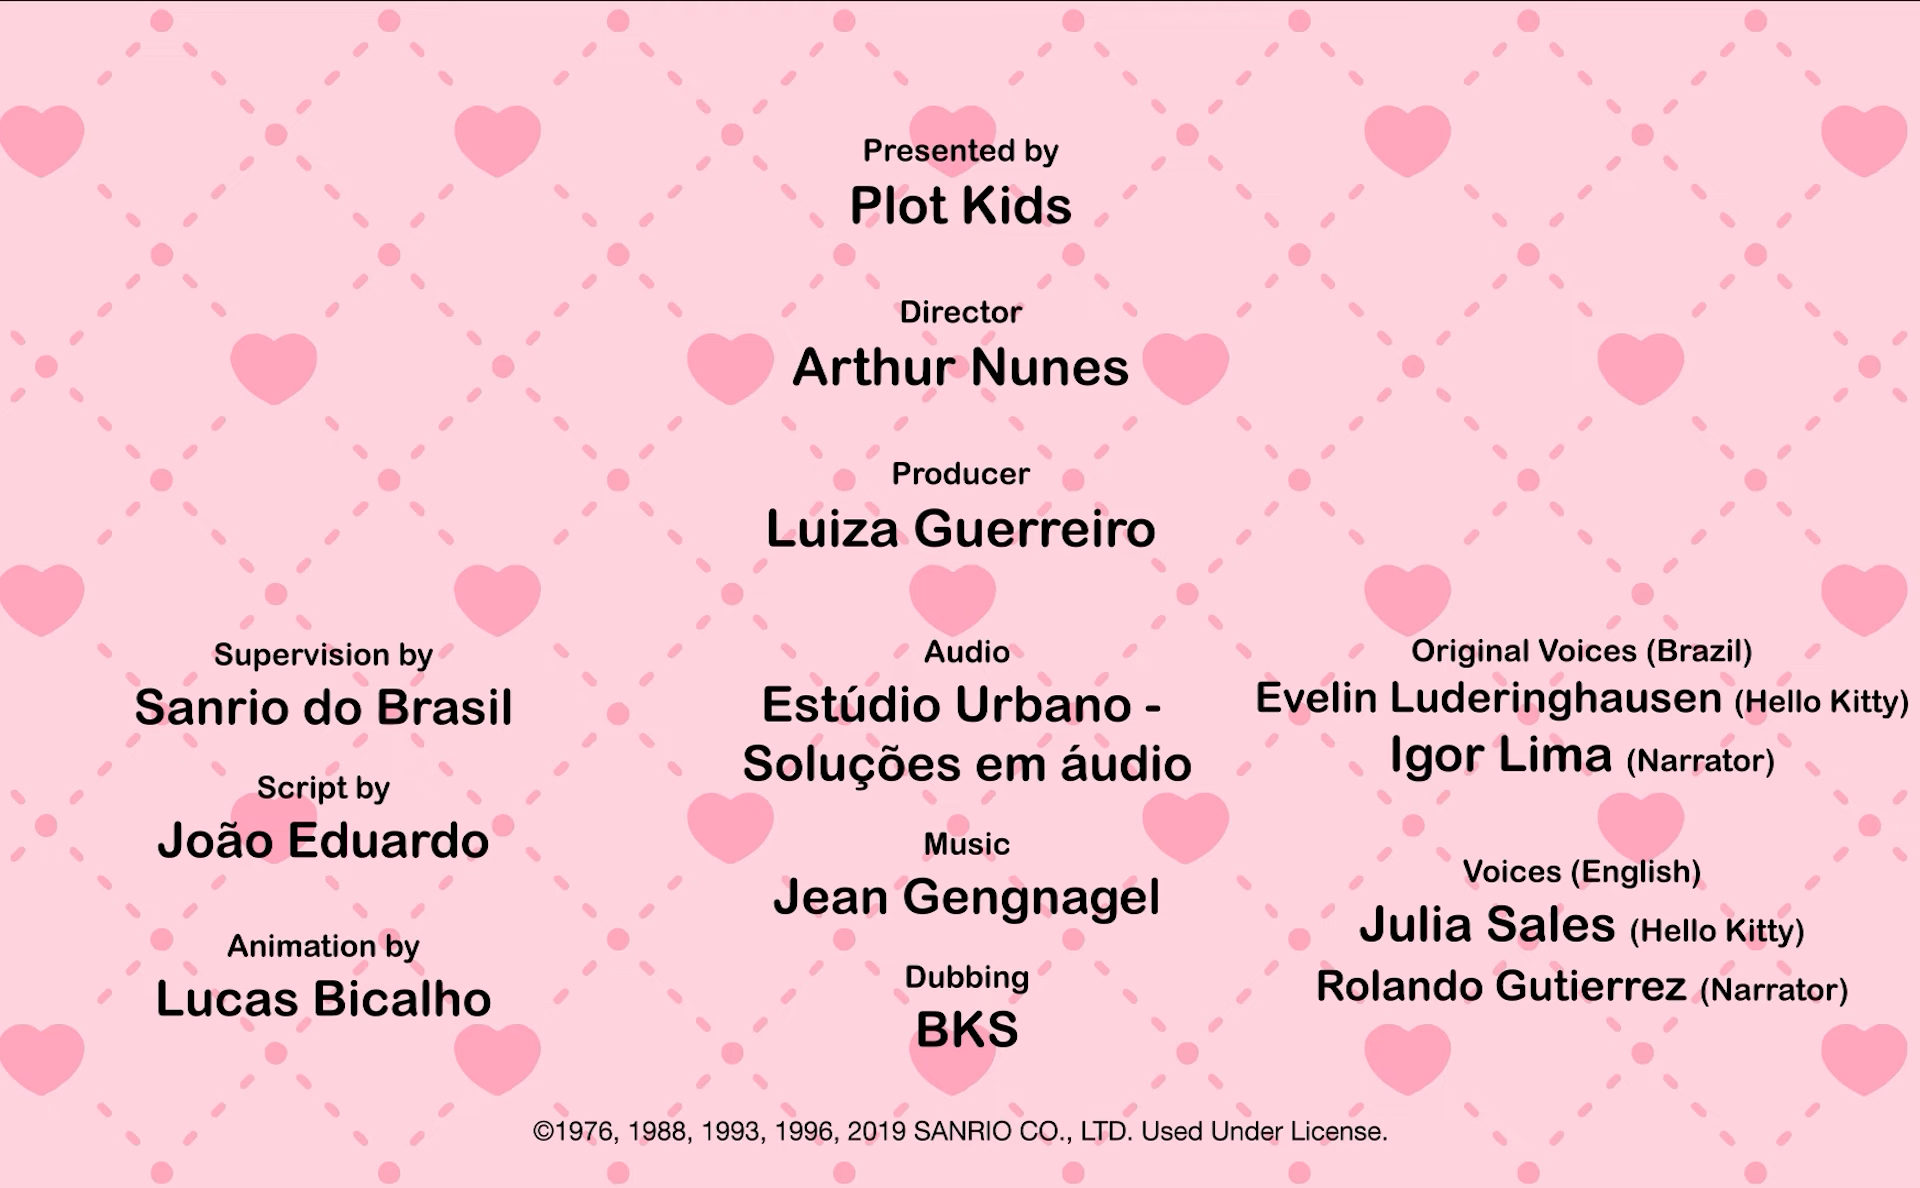 Presented by
Plot Kids
Director
Arthur Nunes
Producer
Luiza Guerreiro
Supervision by
Sanrio do Brasil
Script by
João Eduardo
Animation by
Lucas Bicalho
Audio
Estúdio Urbano -
Soluções em áudio
Music
Jean Gengnagel
Dubbing
BKS
Original Voices (Brazil)
Evelin Luderinghausen (Hello Kitty)
Igor Lima (Narrator)
Voices (English)
Julia Sales (Hello Kitty)
Rolando Gutierrez (Narrator)
©1976, 1988, 1993, 1996, 2019 SANRIO CO., LTD. Used Under License.